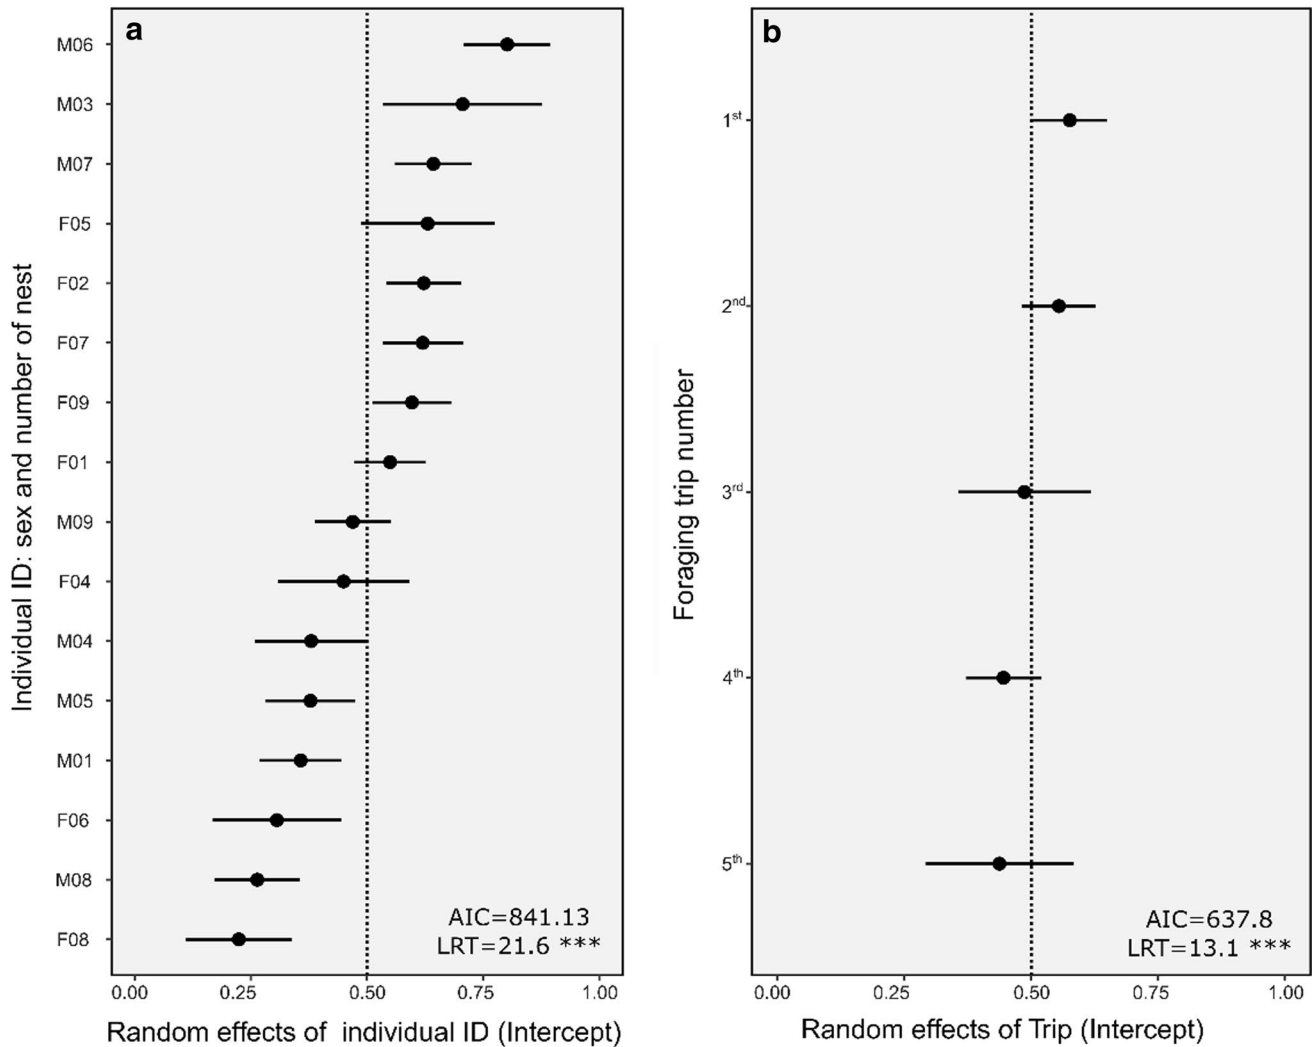 a
Individual ID: sex and number of nest
M06
M03
M07
F05
F02
F07
F09
F01
M09
F04
M04
M05
M01
F06
M08
F08
AIC=841.13
LRT=21.6 ***
0.00 0.25 0.50 0.75 1.00
Random effects of individual ID (Intercept)
b
Foraging trip number
1st
2nd
3rd
4th
5th
AIC=637.8
LRT=13.1 ***
0.00 0.25 0.50 0.75 1.00
Random effects of Trip (Intercept)